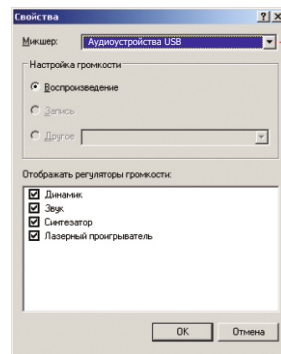 Свойства
Микшер: Аудиоустройства USB
Настройка громкости
Воспроизведение
Запись
Другое
Отображать регуляторы громкости:
Динамик
Звук
Синтезатор
Лазерный проигрыватель
OK Отмена